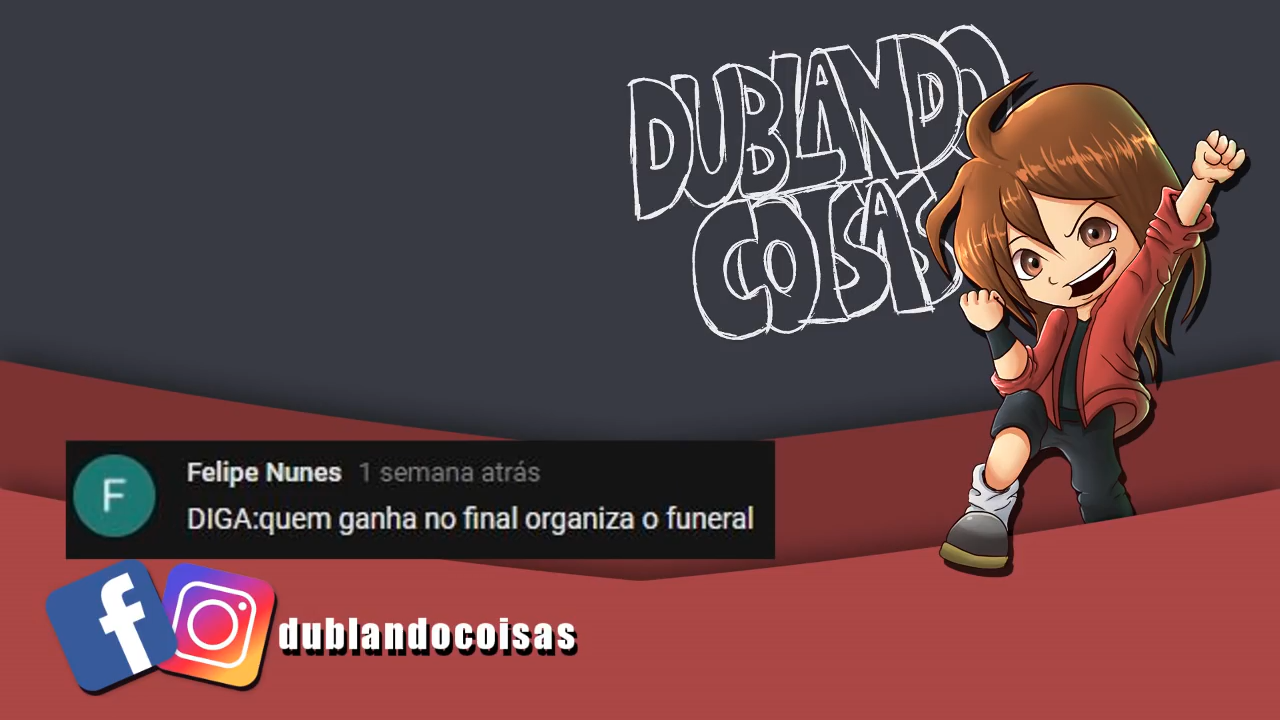 DUBLANDO
COISAS
F
Felipe Nunes 1 semana atrás
DIGA:quem ganha no final organiza o funeral
f
dublandocoisas